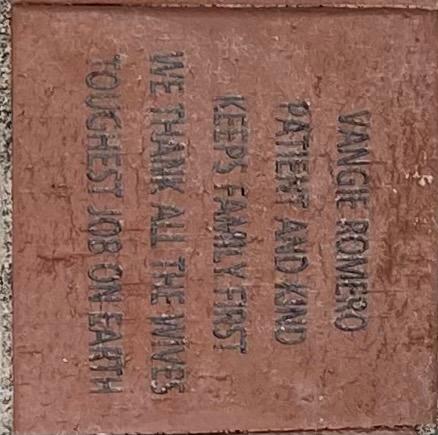 VANGIE ROMERO
PATIENT AND KIND
KEEPS FAMILY FIRST
WE THANK ALL THE WIVES
TOUGHEST JOB ON EARTH